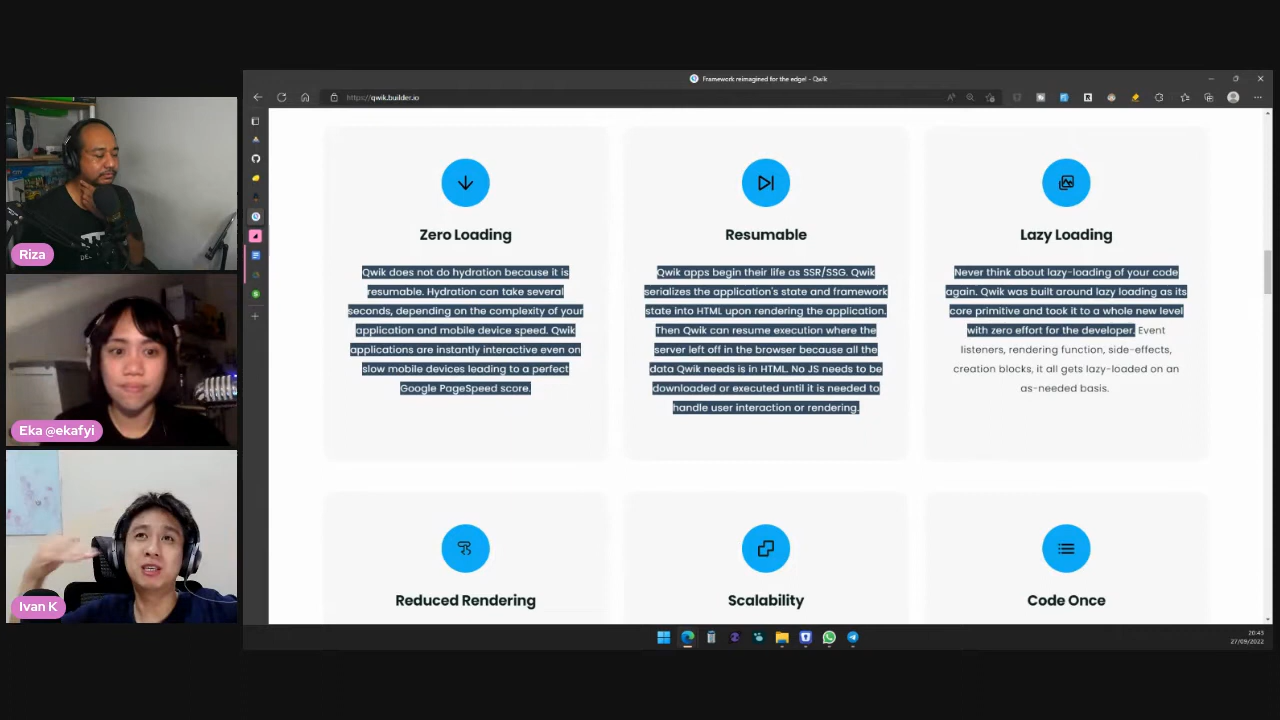 Framework reimagined for the edge! - Qwik
https://qwik.builder.io
Riza
Eka @ekafyi
Ivan K
Zero Loading
Qwik does not do hydration because it is
resumable. Hydration can take several
seconds, depending on the complexity of your
application and mobile device speed. Qwik
applications are instantly interactive even on
slow mobile devices leading to a perfect
Google PageSpeed score.
Resumable
Qwik apps begin their life as SSR/SSG. Qwik
serializes the application's state and framework
state into HTML upon rendering the application.
Then Qwik can resume execution where the
server left off in the browser because all the
data Qwik needs is in HTML. No JS needs to be
downloaded or executed until it is needed to
handle user interaction or rendering.
Lazy Loading
Never think about lazy-loading of your code
again. Qwik was built around lazy loading as its
core primitive and took it to a whole new level
with zero effort for the developer. Event
listeners, rendering function, side-effects,
creation blocks, it all gets lazy-loaded on an
as-needed basis.
Reduced Rendering
Scalability
Code Once
20:43
27/09/2022